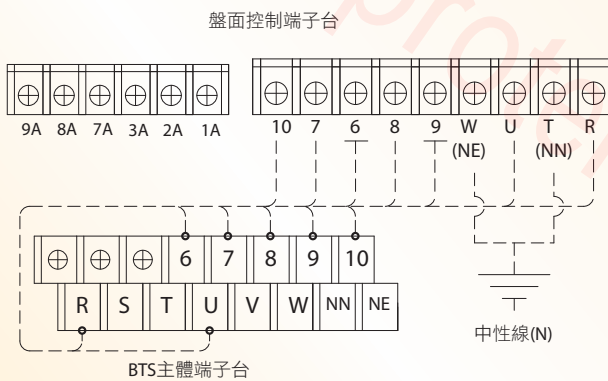 盤面控制端子台
9A 8A 7A 3A 2A 1A
10 7 6 8 9 W U T R
(NE) (NN)
6 7 8 9 10
R S T U V W NN NE
中性線(N)
BTS主體端子台